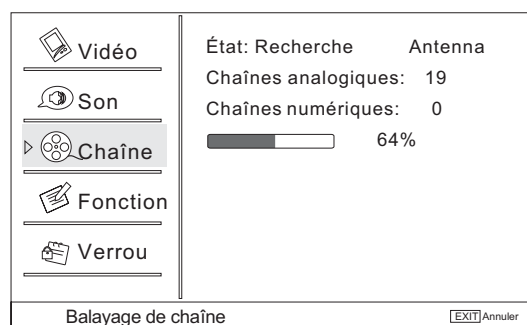 Vidéo
Son
Chaîne
Fonction
Verrou
État: Recherche Antenna
Chaînes analogiques: 19
Chaînes numériques: 0
64%
Balayage de chaîne
EXIT Annuler